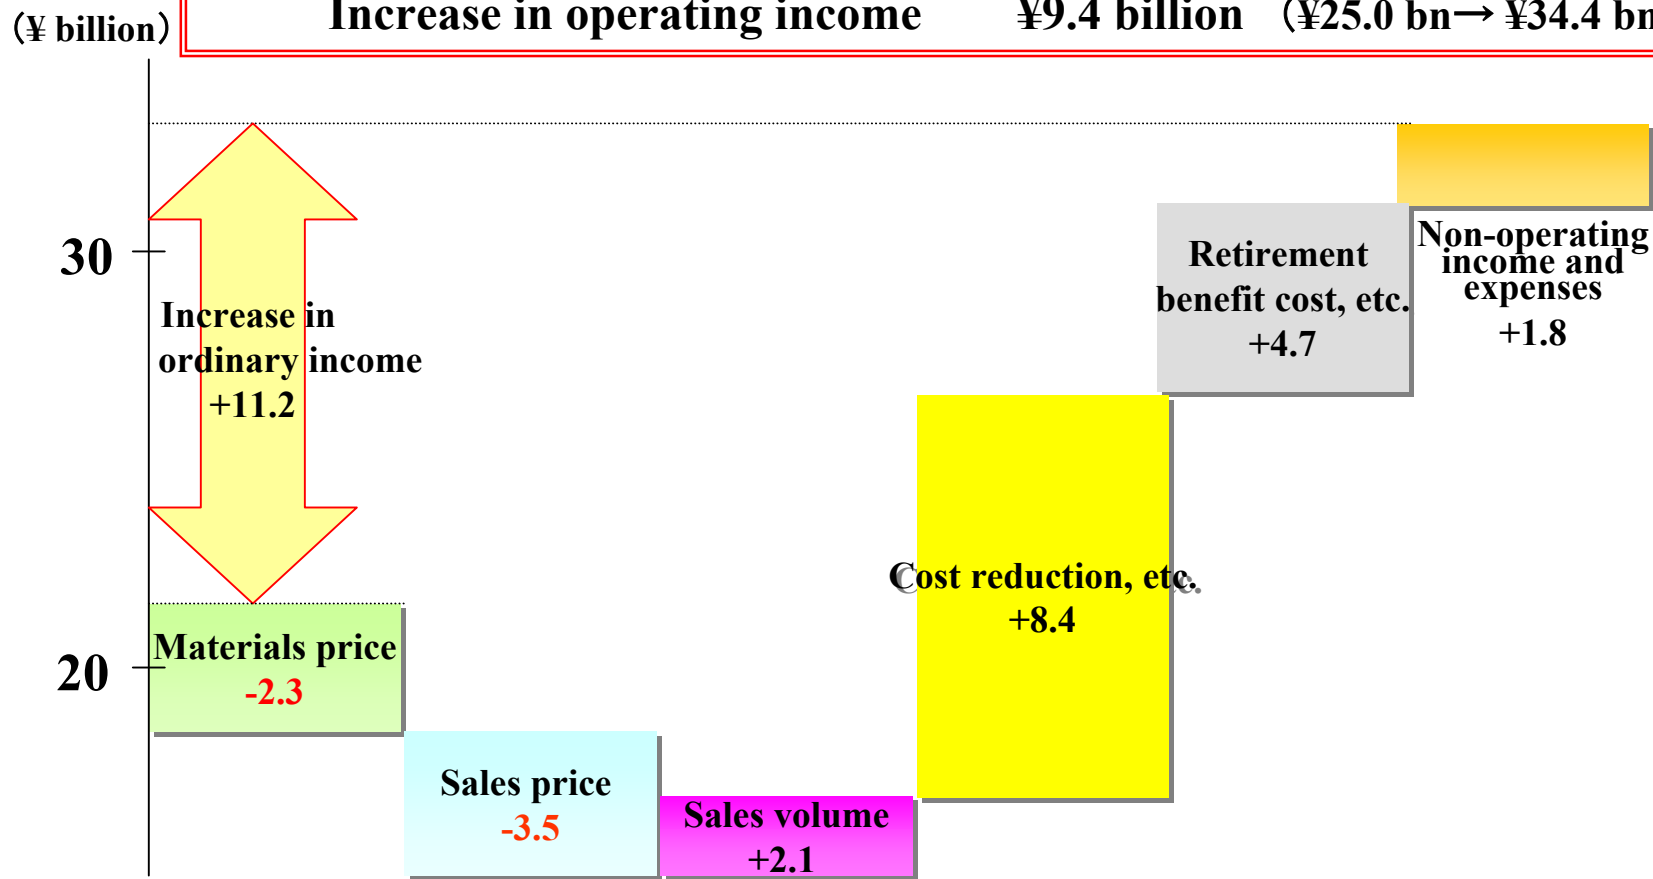 (¥ billion)
Increase in operating income ¥9.4 billion (¥25.0 bn→ ¥34.4 bn
30
Increase in
ordinary income
+11.2
20
Materials price
-2.3
Sales price
-3.5
Sales volume
+2.1
Cost reduction, etc.
+8.4
Retirement
benefit cost, etc.
+4.7
Non-operating
income and
expenses
+1.8